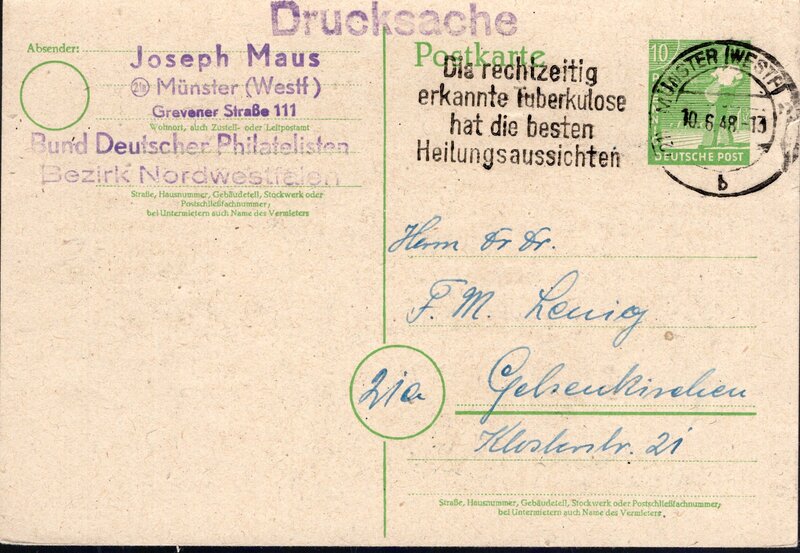 Drucksache
Absender:
Joseph Maus
21a Münster (Westf)
Grevener Straße 111
Wohnort, auch Zustell- oder Leitpostamt
Bund Deutscher Philatelisten
Bezirk Nordwestfalen
Straße, Hausnummer, Gebäudeteil, Stockwerk oder
Postschließfachnummer,
bei Untermietern auch Name des Vermieters
Postkarte
Die rechtzeitig
erkannte Tuberkulose
hat die besten
Heilungsaussichten
10
DEUTSCHE POST
MÜNSTER (WESTF)
10.6.48-13
b
Herrn Dr Dr.
F. M. Lenig
21a
Gelsenkirchen
Klosterstr. 21
Straße, Hausnummer, Gebäudeteil, Stockwerk oder Postschließfachnummer,
bei Untermietern auch Name des Vermieters